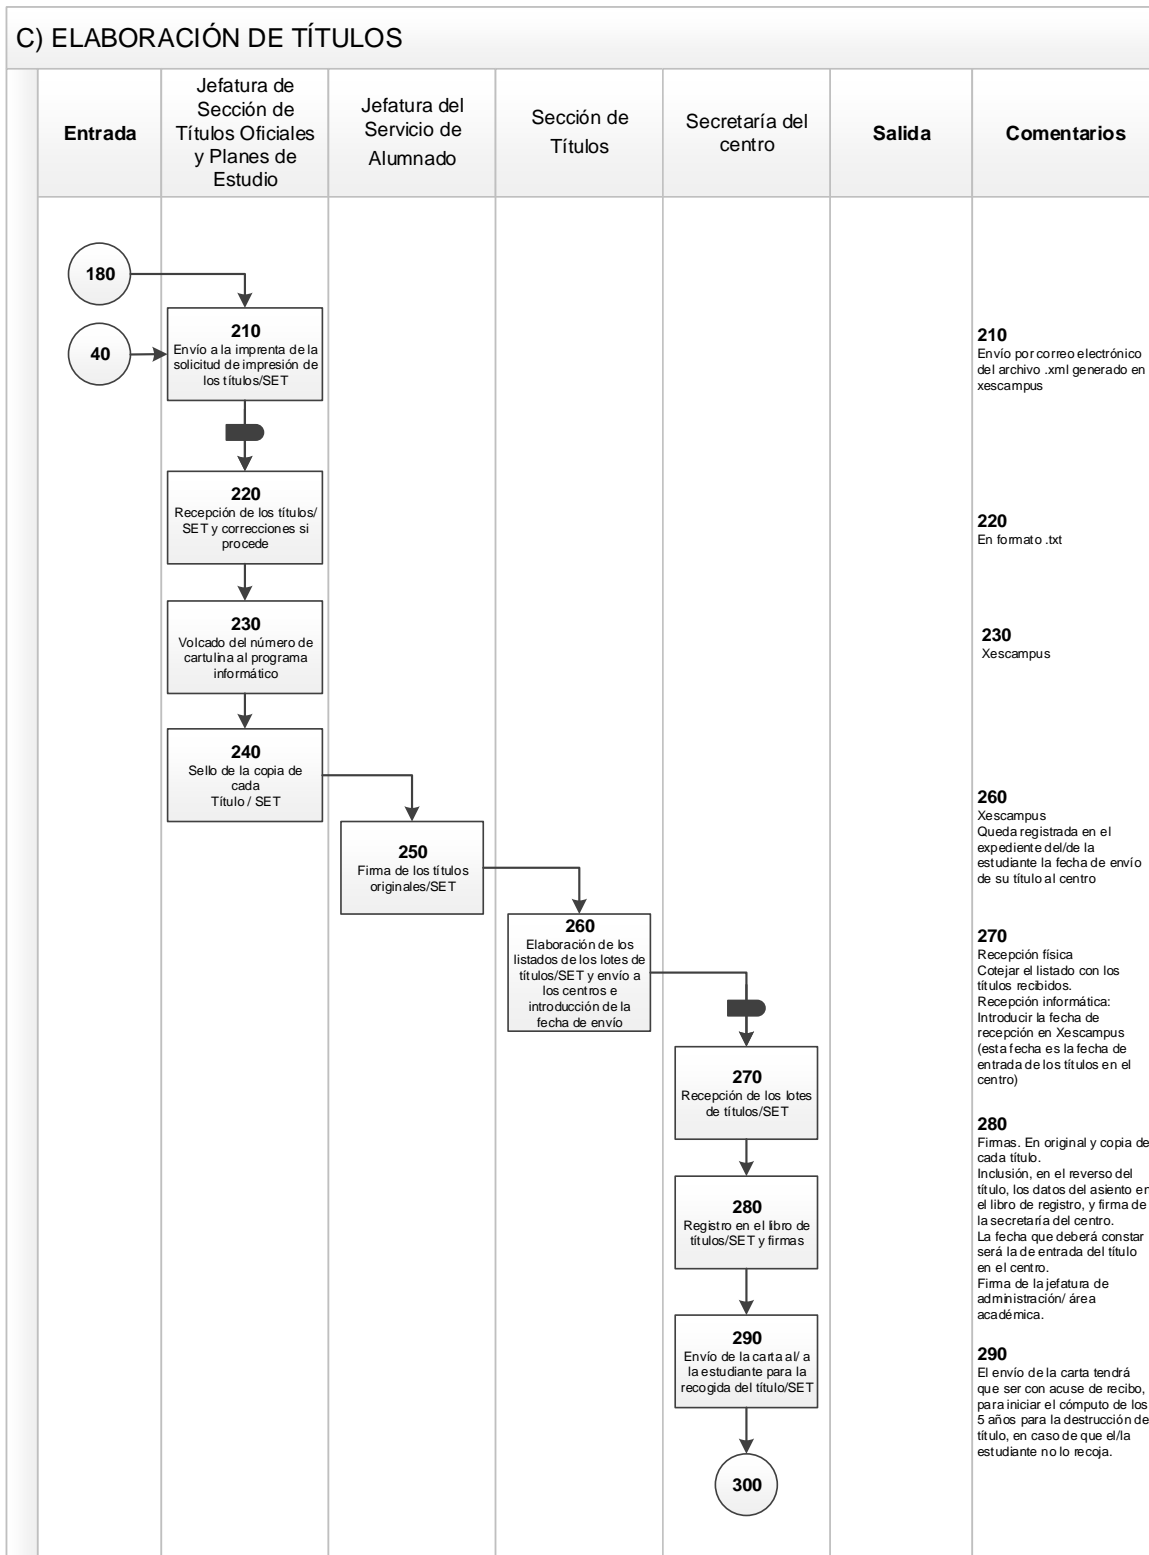 C) ELABORACIÓN DE TÍTULOS
Entrada
Jefatura de
Sección de
Títulos Oficiales
y Planes de
Estudio
Jefatura del
Servicio de
Alumnado
Sección de
Títulos
Secretaría del
centro
Salida
Comentarios
180
40
210
Envío a la imprenta de la
solicitud de impresión de
los títulos/SET
220
Recepción de los títulos/
SET y correcciones si
procede
230
Volcado del número de
cartulina al programa
informático
240
Sello de la copia de
cada
Título / SET
250
Firma de los títulos
originales/SET
260
Elaboración de los
listados de los lotes de
títulos/SET y envío a
los centros e
introducción de la
fecha de envío
270
Recepción de los lotes
de títulos/SET
280
Registro en el libro de
títulos/SET y firmas
290
Envío de la carta al/ a
la estudiante para la
recogida del título/SET
300
210
Envío por correo electrónico
del archivo .xml generado en
xescampus
220
En formato .txt
230
Xescampus
260
Xescampus
Queda registrada en el
expediente del/de la
estudiante la fecha de envío
de su título al centro
270
Recepción física
Cotejar el listado con los
títulos recibidos.
Recepción informática:
Introducir la fecha de
recepción en Xescampus
(esta fecha es la fecha de
entrada de los títulos en el
centro)
280
Firmas. En original y copia de
cada título.
Inclusión, en el reverso del
título, los datos del asiento en
el libro de registro, y firma de
la secretaría del centro.
La fecha que deberá constar
será la de entrada del título
en el centro.
Firma de la jefatura de
administración/ área
académica.
290
El envío de la carta tendrá
que ser con acuse de recibo,
para iniciar el cómputo de los
5 años para la destrucción de
título, en caso de que el/la
estudiante no lo recoja.